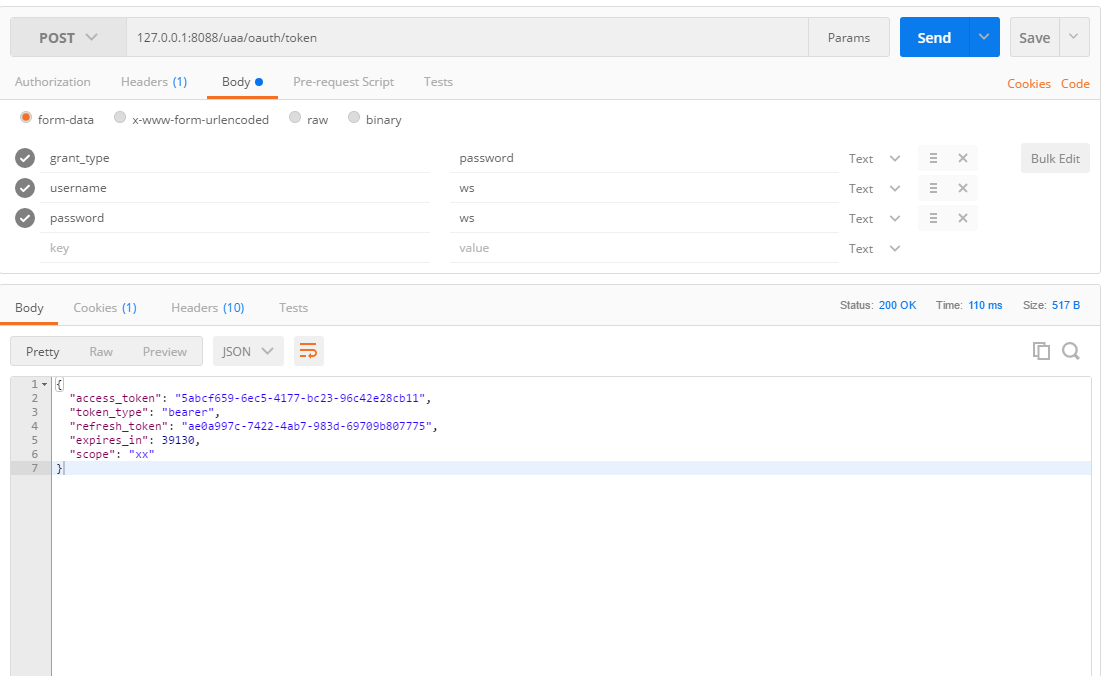 POST 127.0.0.1:8088/uaa/oauth/token Params Send Save
Authorization Headers (1) Body Pre-request Script Tests Cookies Code
form-data x-www-form-urlencoded raw binary
grant_type password Text Bulk Edit
username ws Text
password ws Text
key value Text
Body Cookies (1) Headers (10) Tests Status: 200 OK Time: 110 ms Size: 517 B
Pretty Raw Preview JSON
1 {
2 "access_token": "5abcf659-6ec5-4177-bc23-96c42e28cb11",
3 "token_type": "bearer",
4 "refresh_token": "ae0a997c-7422-4ab7-983d-69709b807775",
5 "expires_in": 39130,
6 "scope": "xx"
7 }